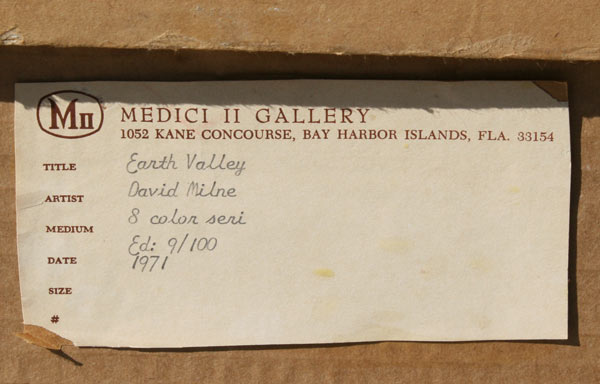 MII MEDICI II GALLERY
1052 KANE CONCOURSE, BAY HARBOR ISLANDS, FLA. 33154
TITLE Earth Valley
ARTIST David Milne
MEDIUM 8 color seri
Ed: 9/100
DATE 1971
SIZE
#